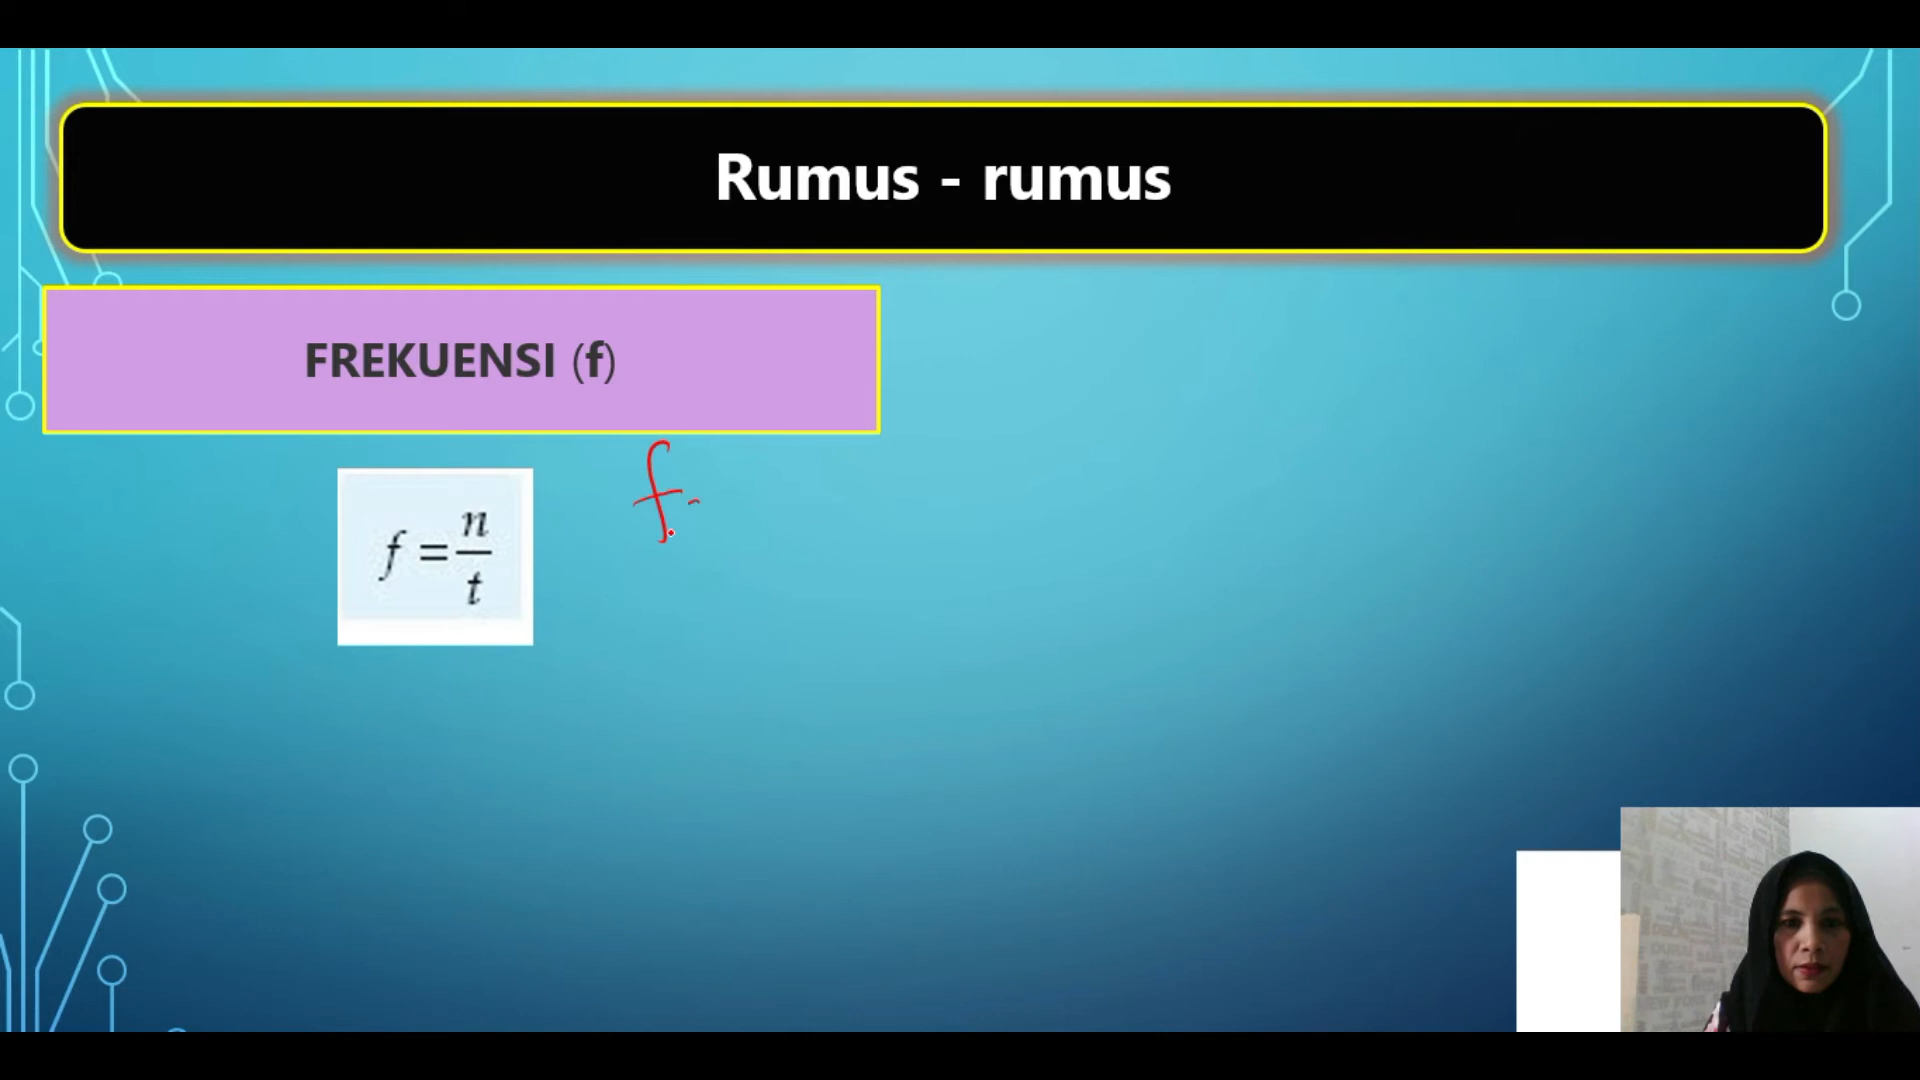 Rumus - rumus
FREKUENSI (f)
f = n/t
f -